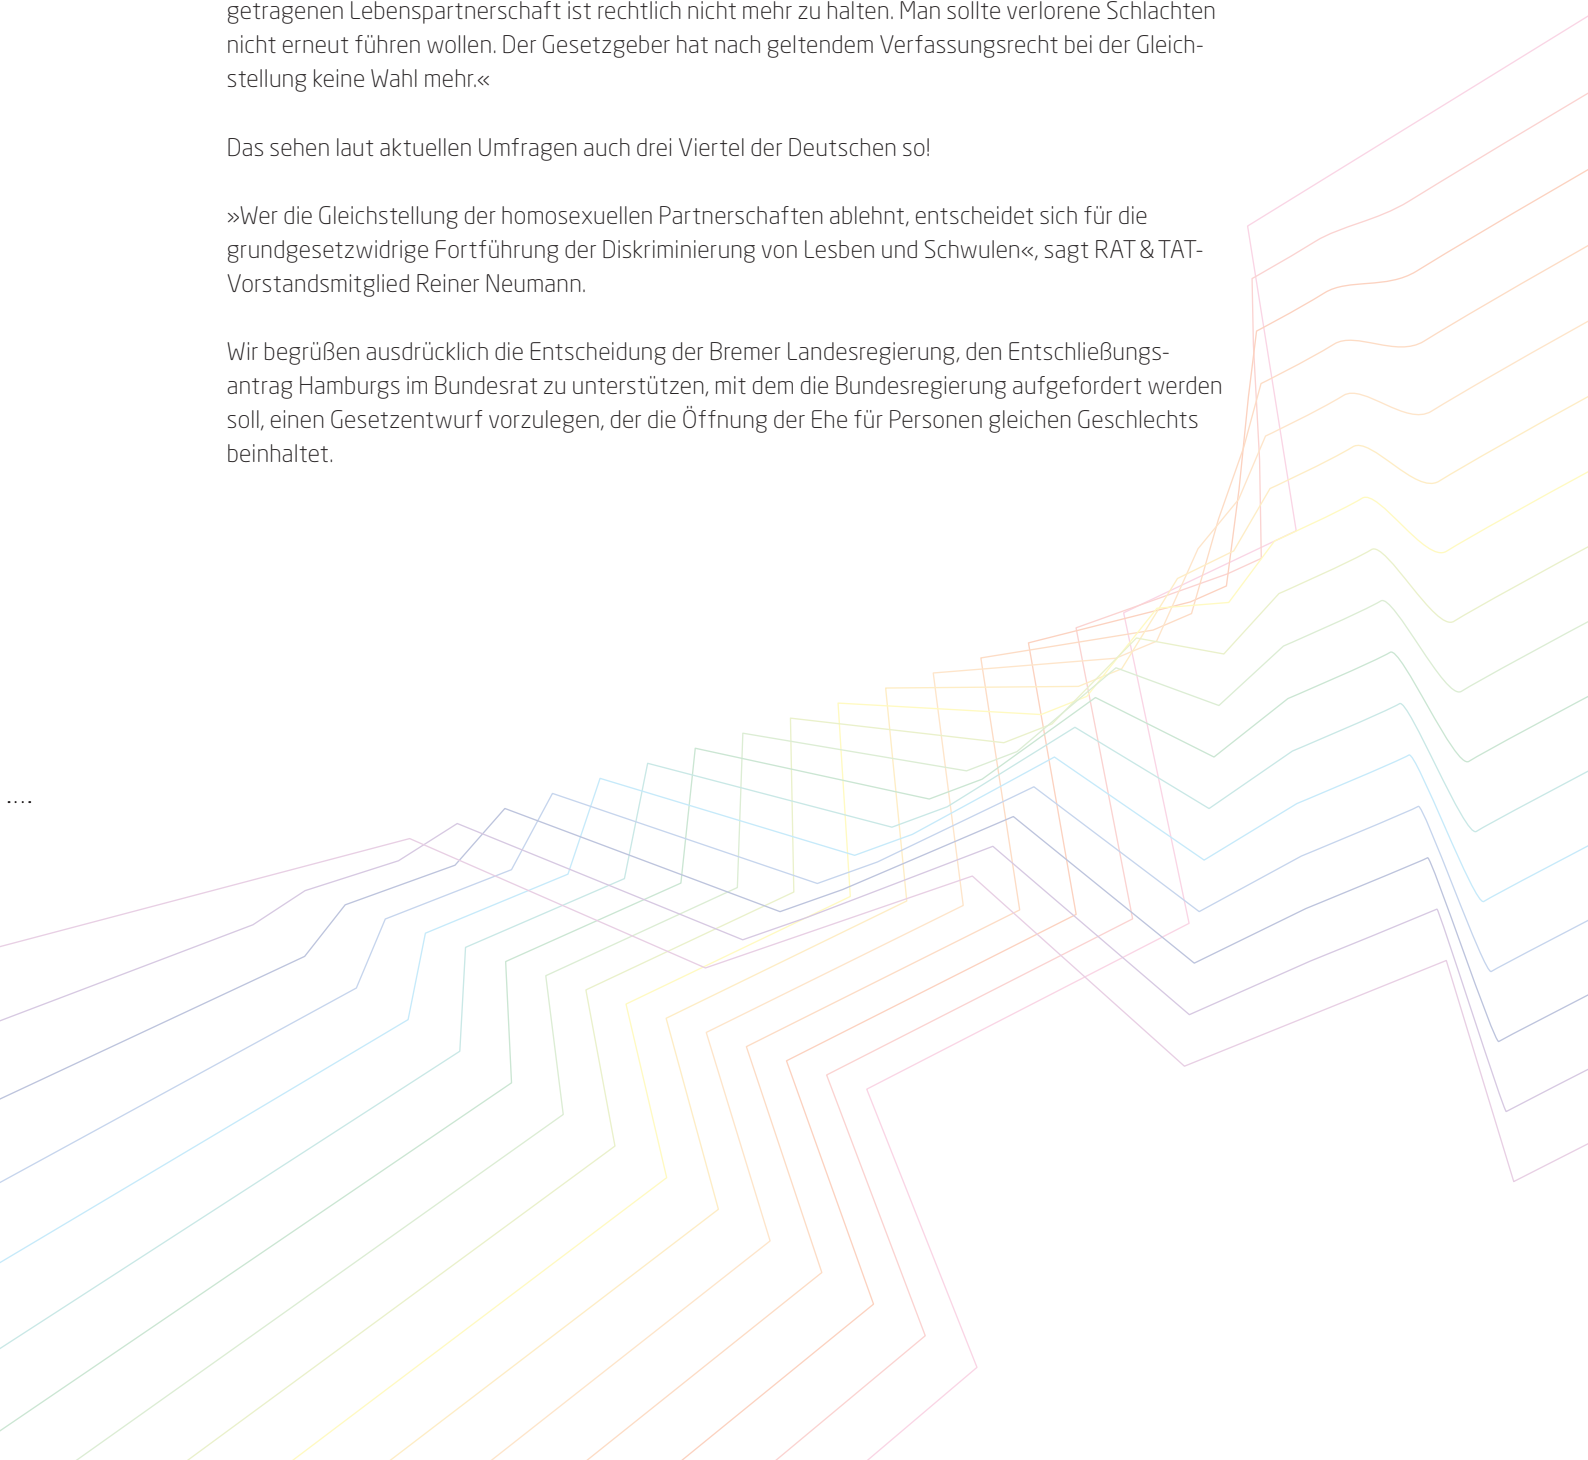 getragenen Lebenspartnerschaft ist rechtlich nicht mehr zu halten. Man sollte verlorene Schlachten
nicht erneut führen wollen. Der Gesetzgeber hat nach geltendem Verfassungsrecht bei der Gleich-
stellung keine Wahl mehr.«
Das sehen laut aktuellen Umfragen auch drei Viertel der Deutschen so!
»Wer die Gleichstellung der homosexuellen Partnerschaften ablehnt, entscheidet sich für die
grundgesetzwidrige Fortführung der Diskriminierung von Lesben und Schwulen«, sagt RAT & TAT-
Vorstandsmitglied Reiner Neumann.
Wir begrüßen ausdrücklich die Entscheidung der Bremer Landesregierung, den Entschließungs-
antrag Hamburgs im Bundesrat zu unterstützen, mit dem die Bundesregierung aufgefordert werden
soll, einen Gesetzentwurf vorzulegen, der die Öffnung der Ehe für Personen gleichen Geschlechts
beinhaltet.
....